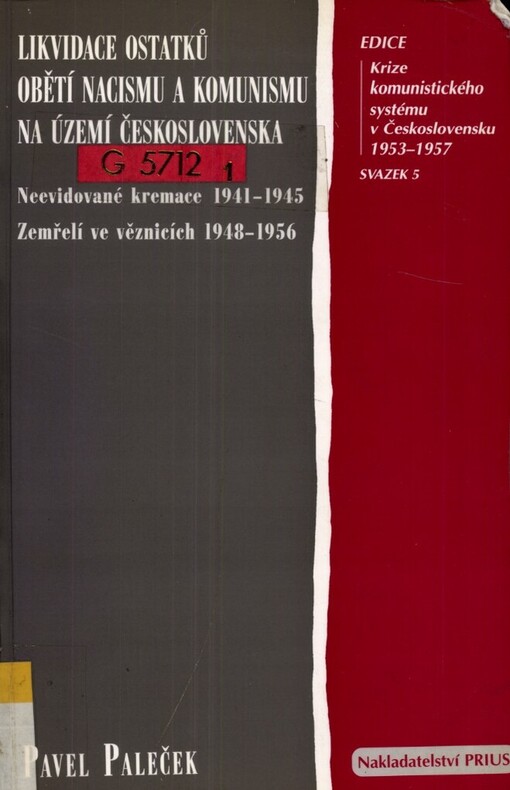 LIKVIDACE OSTATKŮ
OBĚTÍ NACISMU A KOMUNISMU
NA ÚZEMÍ ČESKOSLOVENSKA
G 5712 1
Neevidované kremace 1941–1945
Zemřelí ve věznicích 1948–1956
EDICE
Krize
komunistického
systému
v Československu
1953–1957
SVAZEK 5
PAVEL PALEČEK
Nakladatelství PRIUS